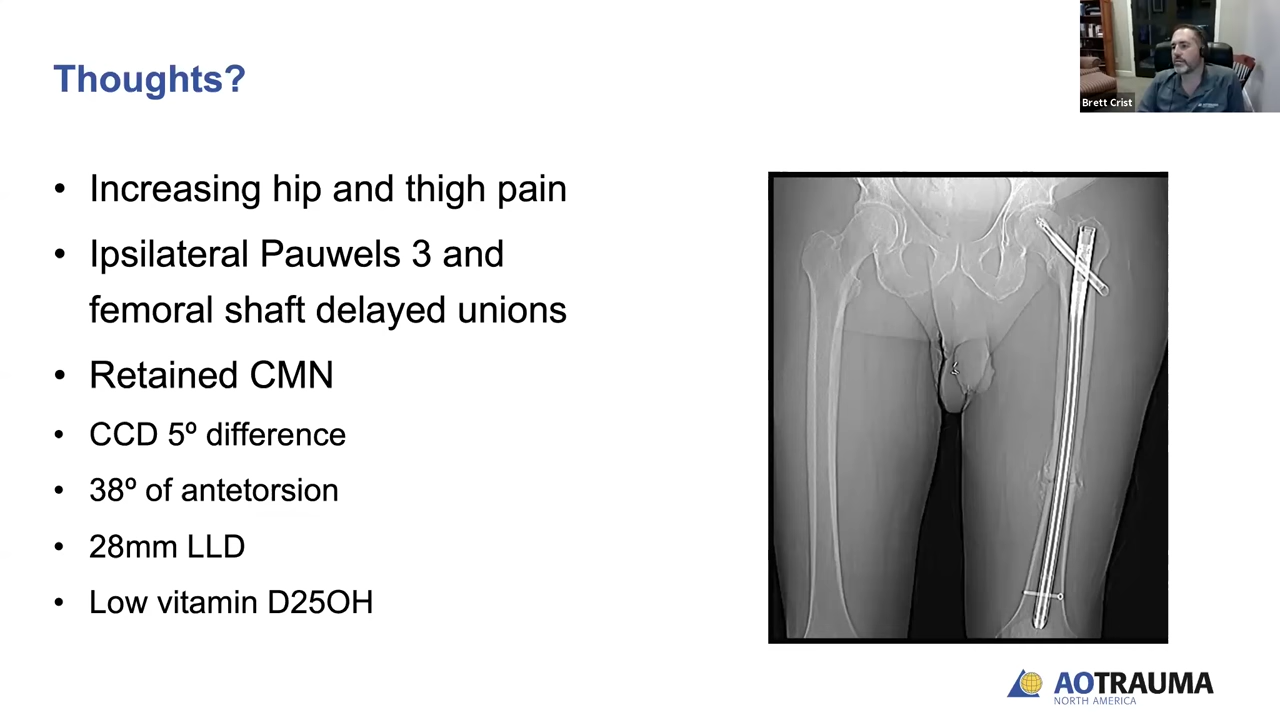 Thoughts?
Brett Crist
• Increasing hip and thigh pain
• Ipsilateral Pauwels 3 and
femoral shaft delayed unions
• Retained CMN
• CCD 5º difference
• 38º of antetorsion
• 28mm LLD
• Low vitamin D25OH
AOTRAUMA
NORTH AMERICA